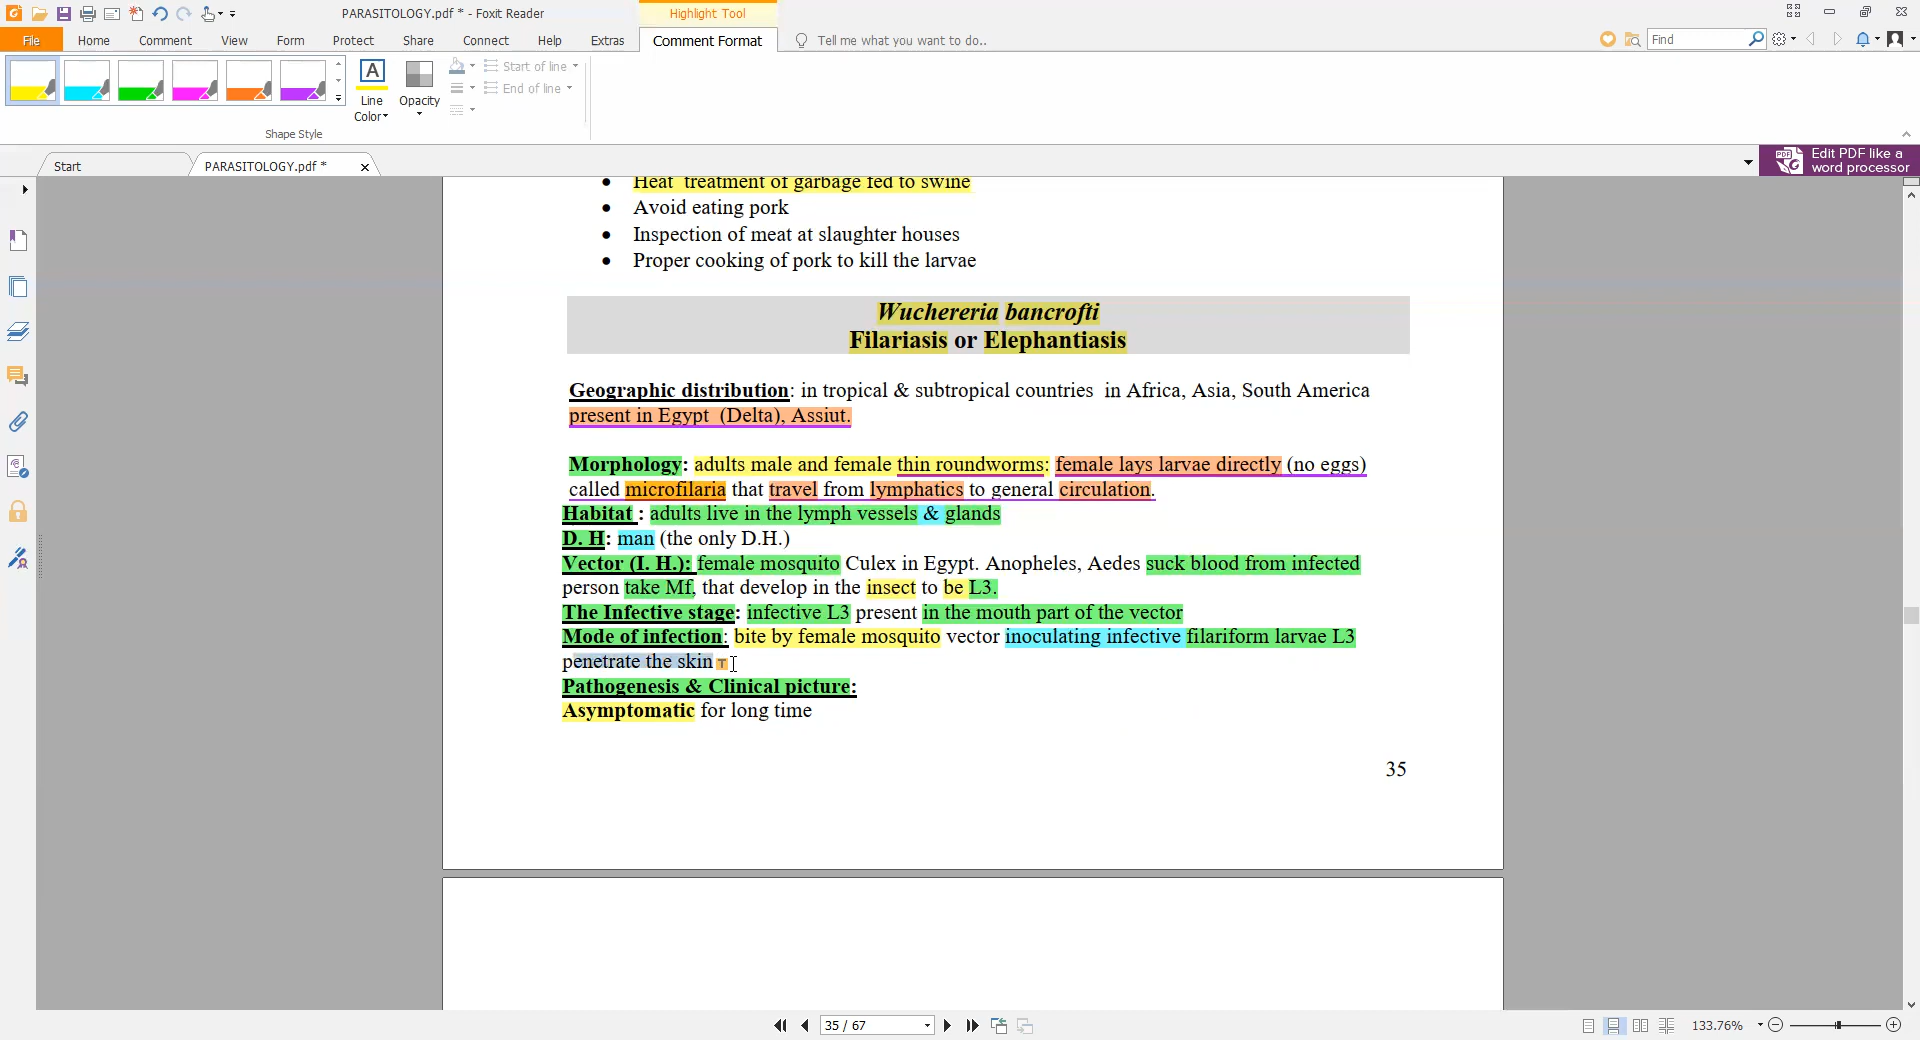 PARASITOLOGY.pdf * - Foxit Reader
Highlight Tool
File Home Comment View Form Protect Share Connect Help Extras Comment Format Tell me what you want to do.. Find
Start of line
End of line
Line
Color
Opacity
Shape Style
Start
PARASITOLOGY.pdf *
Edit PDF like a
word processor
• Heat treatment of garbage fed to swine
• Avoid eating pork
• Inspection of meat at slaughter houses
• Proper cooking of pork to kill the larvae
Wuchereria bancrofti
Filariasis or Elephantiasis
Geographic distribution: in tropical & subtropical countries in Africa, Asia, South America
present in Egypt (Delta), Assiut.
Morphology: adults male and female thin roundworms: female lays larvae directly (no eggs)
called microfilaria that travel from lymphatics to general circulation.
Habitat : adults live in the lymph vessels & glands
D. H: man (the only D.H.)
Vector (I. H.): female mosquito Culex in Egypt. Anopheles, Aedes suck blood from infected
person take Mf, that develop in the insect to be L3.
The Infective stage: infective L3 present in the mouth part of the vector
Mode of infection: bite by female mosquito vector inoculating infective filariform larvae L3
penetrate the skin
Pathogenesis & Clinical picture:
Asymptomatic for long time
35
35 / 67
133.76%